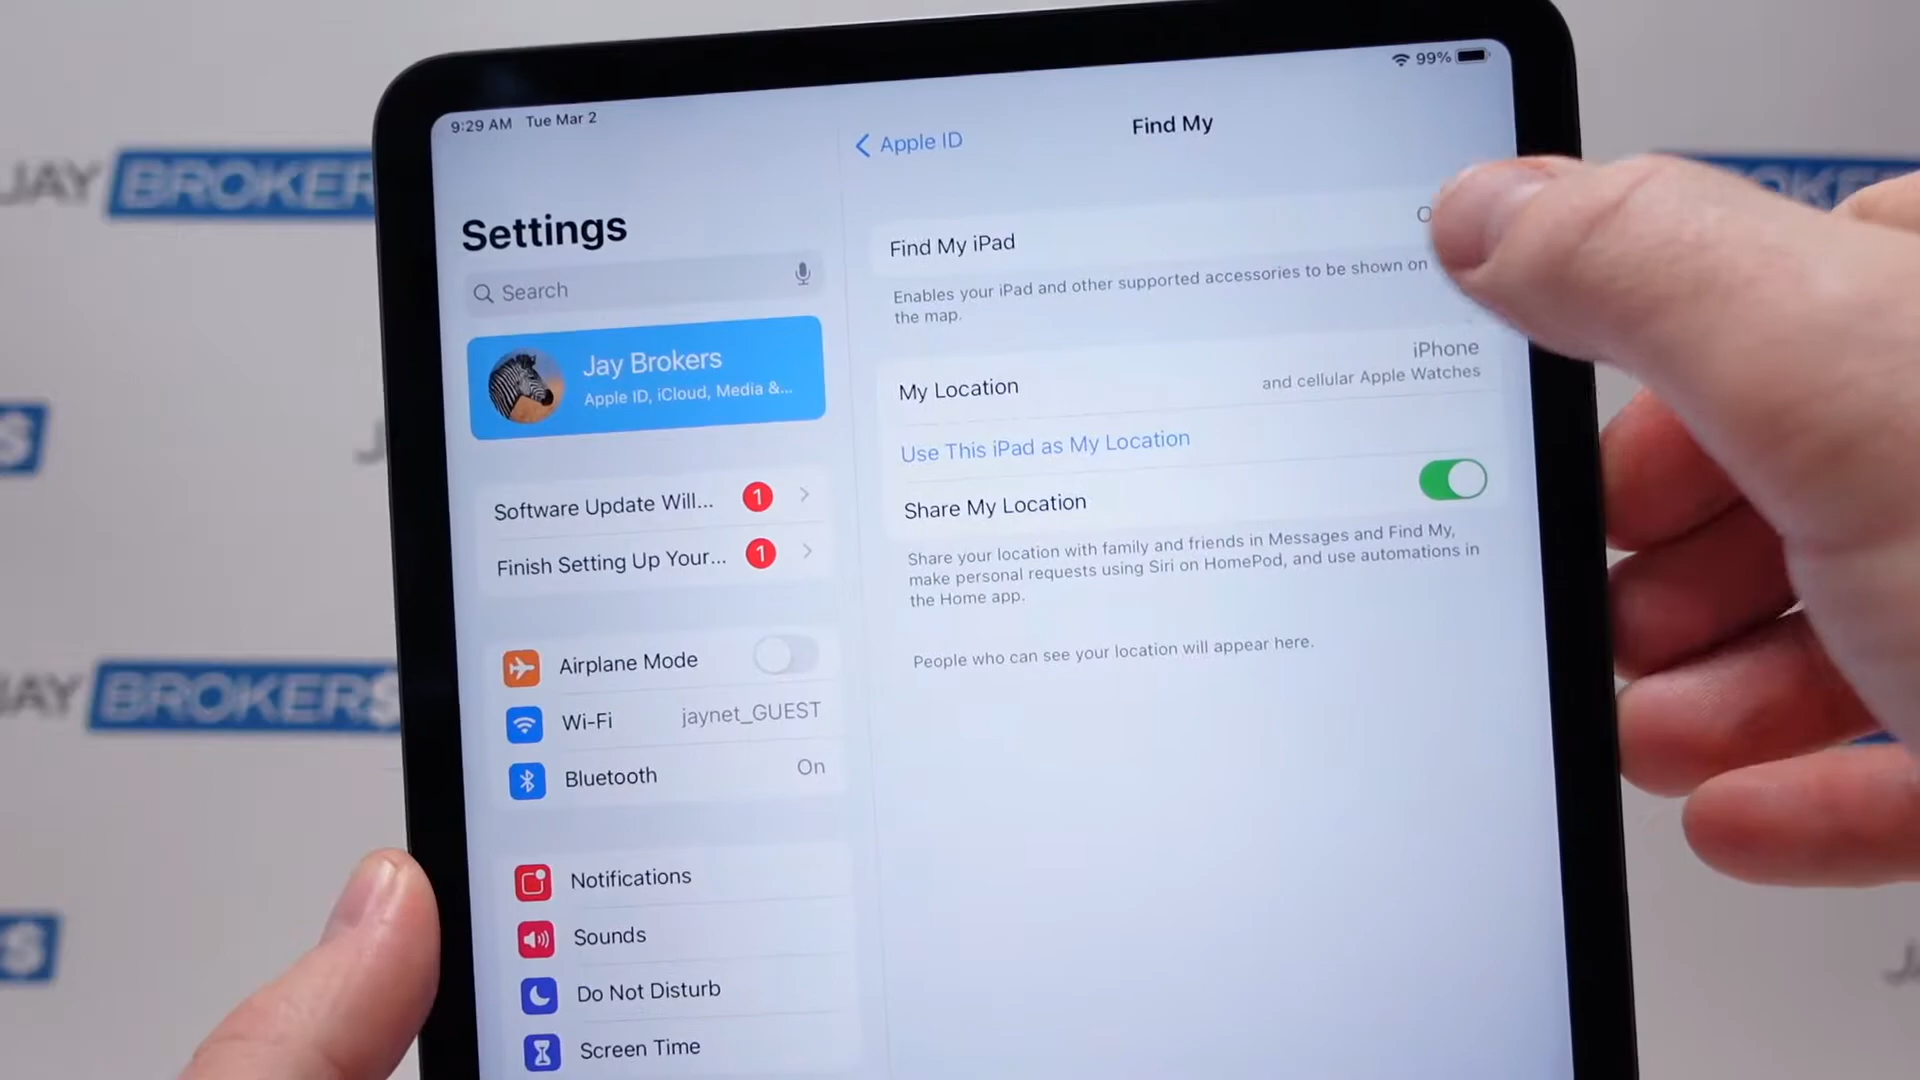 9:29 AM Tue Mar 2
99%
Settings
Search
Jay Brokers
Apple ID, iCloud, Media &...
Software Update Will... 1
Finish Setting Up Your... 1
Airplane Mode
Wi-Fi jaynet_GUEST
Bluetooth On
Notifications
Sounds
Do Not Disturb
Screen Time
Apple ID
Find My
Find My iPad
Enables your iPad and other supported accessories to be shown on
the map.
My Location iPhone
and cellular Apple Watches
Use This iPad as My Location
Share My Location
Share your location with family and friends in Messages and Find My,
make personal requests using Siri on HomePod, and use automations in
the Home app.
People who can see your location will appear here.
JAY BROKER
JAY BROKERS